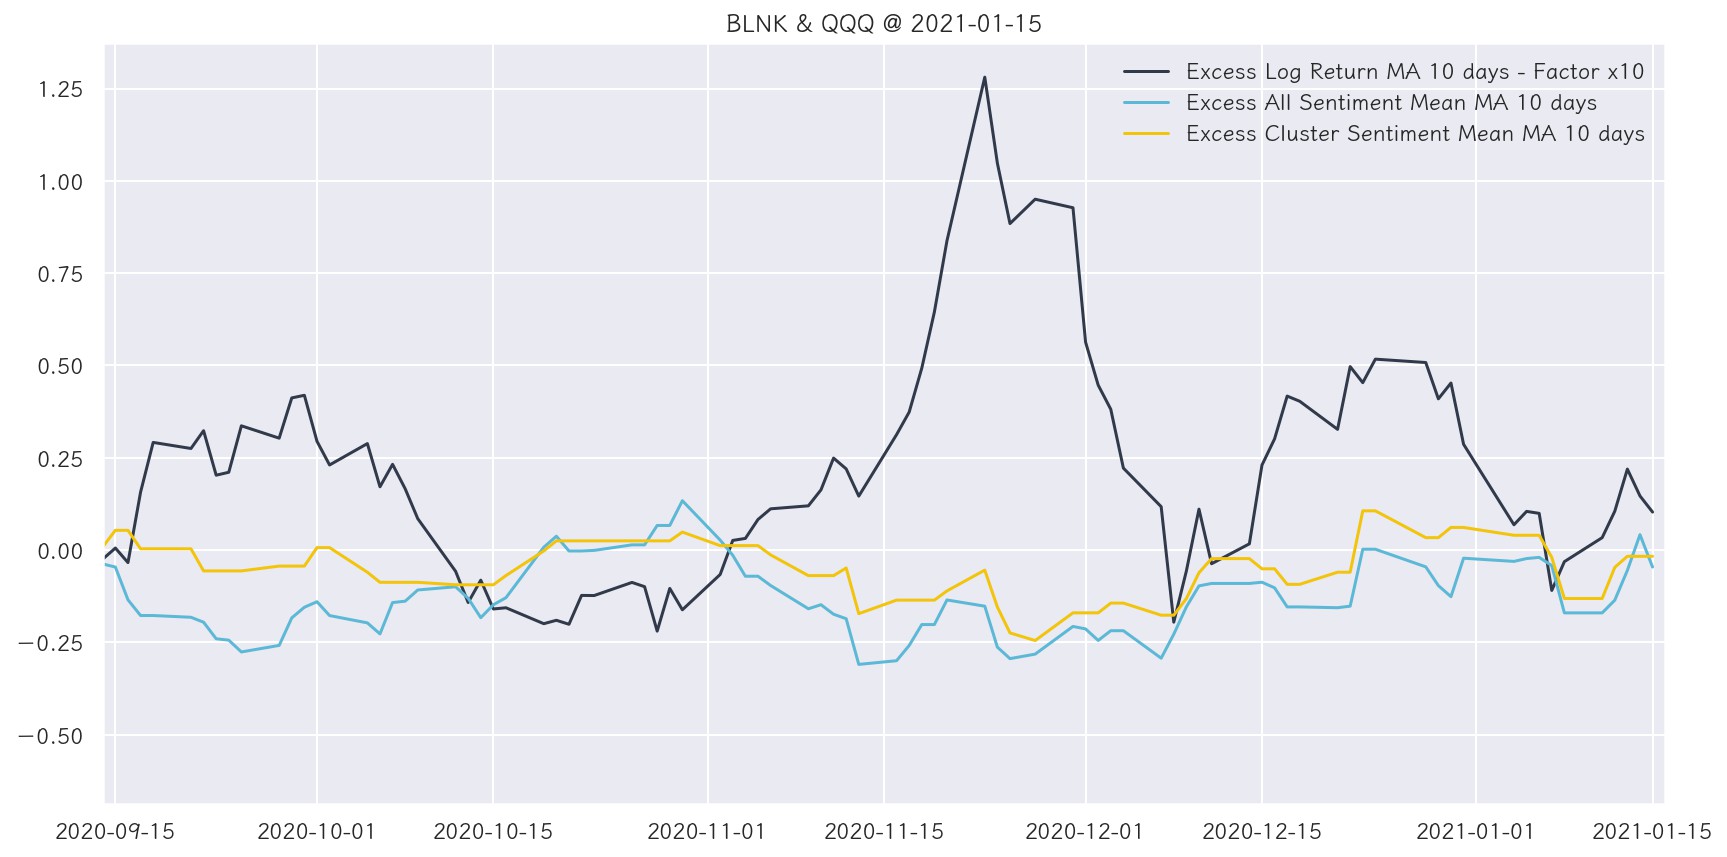 BLNK & QQQ @ 2021-01-15
Excess Log Return MA 10 days - Factor x10
Excess All Sentiment Mean MA 10 days
Excess Cluster Sentiment Mean MA 10 days
1.25
1.00
0.75
0.50
0.25
0.00
−0.25
−0.50
2020-09-15 2020-10-01 2020-10-15 2020-11-01 2020-11-15 2020-12-01 2020-12-15 2021-01-01 2021-01-15